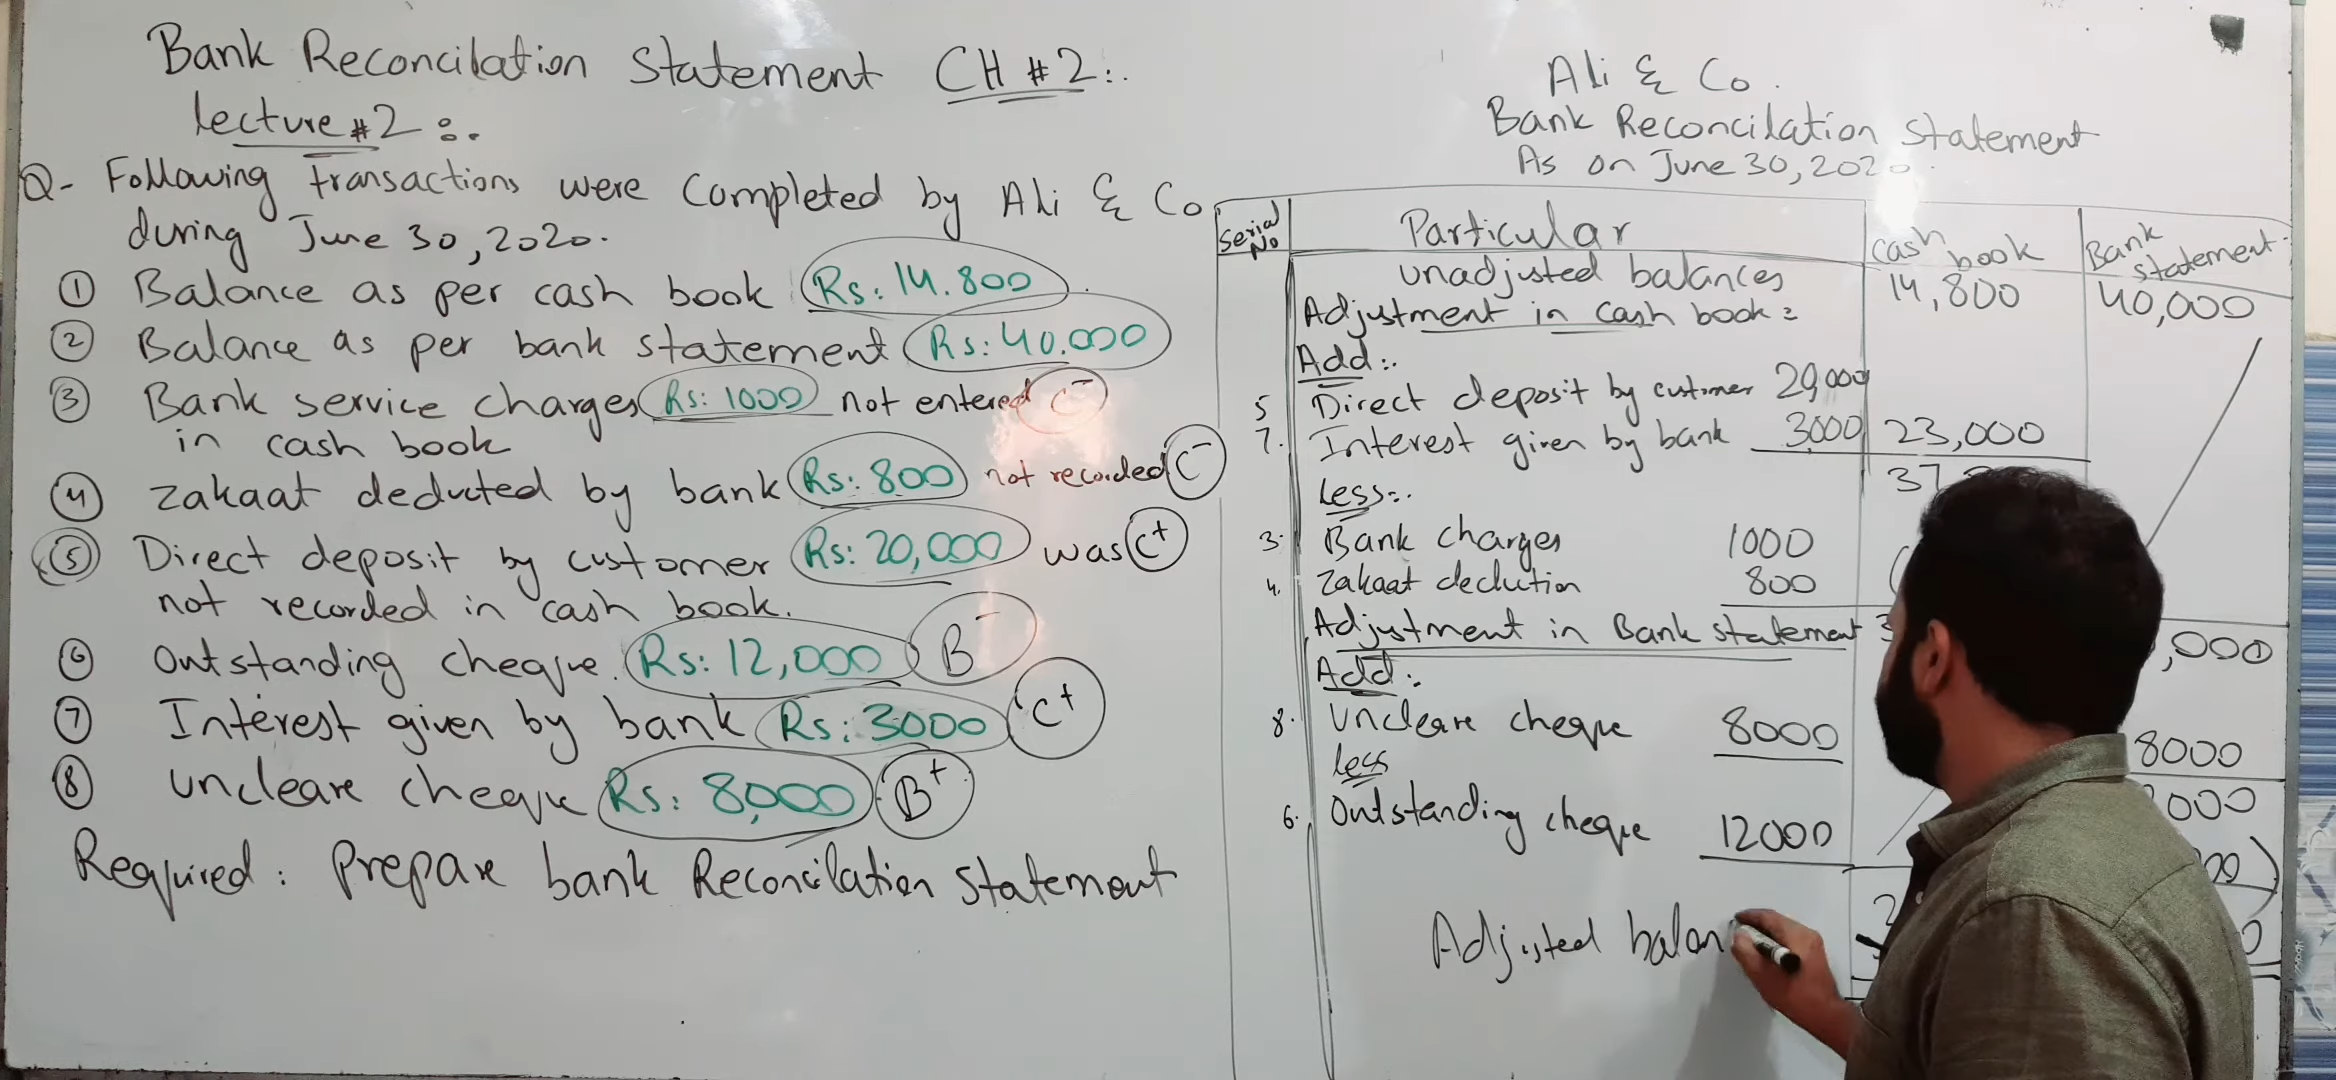 Bank Reconcilation Statement CH #2:.
lecture #2 :.
Q- Following transactions were completed by Ali & Co
during June 30, 2020.
① Balance as per cash book Rs: 14.800
② Balance as per bank statement Rs: 40.000
③ Bank service charges Rs: 1000 not entered C-
in cash book
④ Zakaat deducted by bank Rs: 800 not recorded C-
⑤ Direct deposit by customer Rs: 20,000 was C+
not recorded in cash book.
⑥ Outstanding cheque. Rs: 12,000 B-
⑦ Interest given by bank Rs: 3000 C+
⑧ uncleare cheque Rs: 8,000 B+
Required: Prepare bank Reconcilation Statement
Ali & Co.
Bank Reconcilation Statement
As on June 30, 2020.
Serial No Particular Cash book Bank statement
unadjusted balances 14,800 40,000
Adjustment in cash book:
Add:.
5 Direct deposit by customer 20,000
7. Interest given by bank 3000 23,000
Less:.
3. Bank charges 1000
4. Zakaat deduction 800
Adjustment in Bank statement
Add:.
8. Uncleare cheque 8000 8000
less
6. Outstanding cheque 12000
Adjusted balan